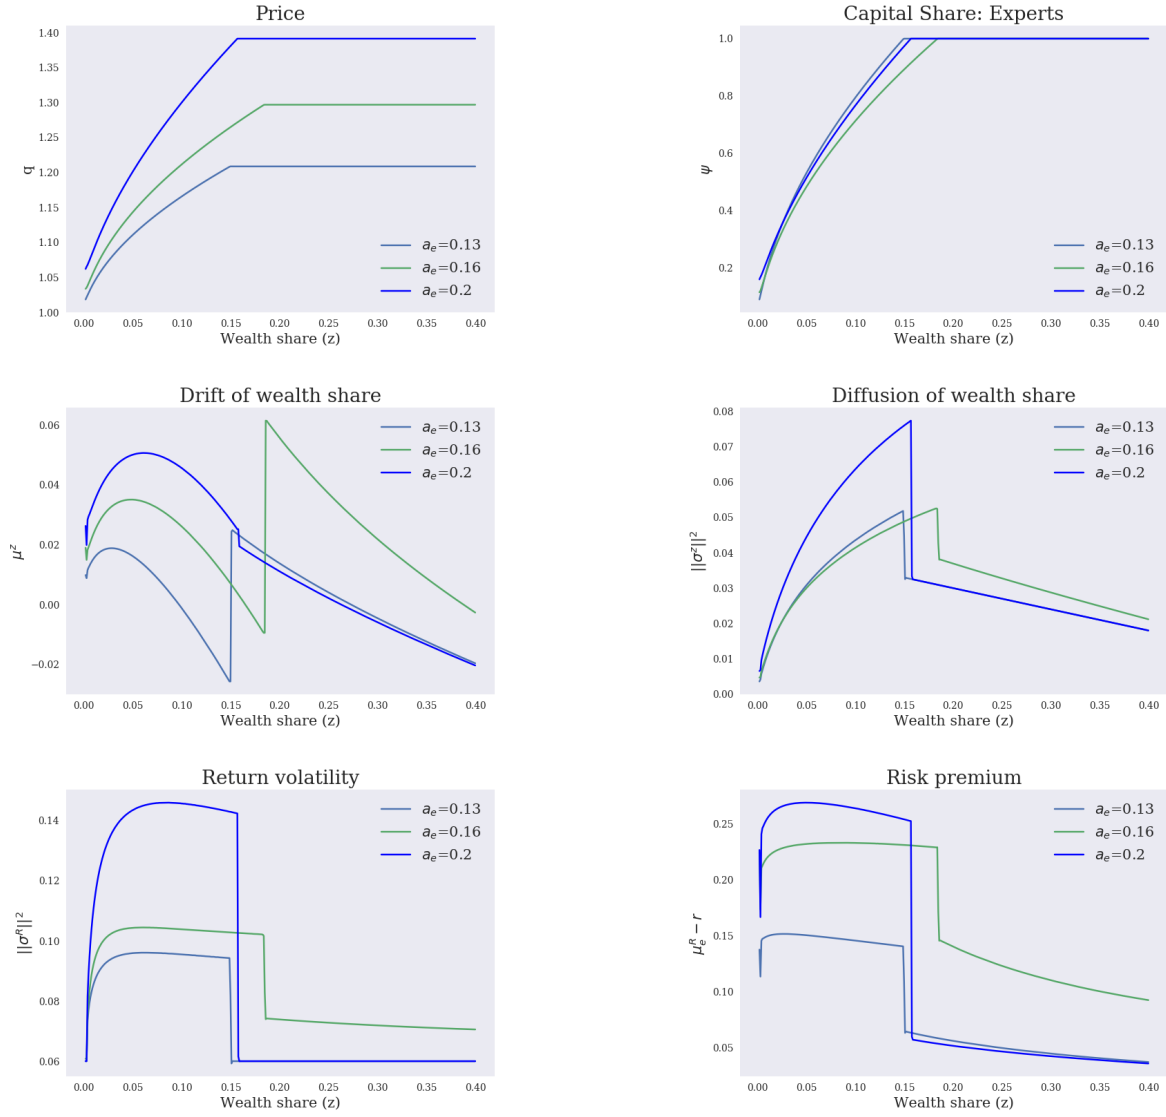 Price
1.40
1.35
1.30
1.25
1.20
1.15
1.10
1.05
1.00
q
0.00 0.05 0.10 0.15 0.20 0.25 0.30 0.35 0.40
Wealth share (z)
a_e=0.13
a_e=0.16
a_e=0.2
Capital Share: Experts
1.0
0.8
0.6
0.4
0.2
ψ
0.00 0.05 0.10 0.15 0.20 0.25 0.30 0.35 0.40
Wealth share (z)
a_e=0.13
a_e=0.16
a_e=0.2
Drift of wealth share
0.06
0.04
0.02
0.00
−0.02
μ^z
0.00 0.05 0.10 0.15 0.20 0.25 0.30 0.35 0.40
Wealth share (z)
a_e=0.13
a_e=0.16
a_e=0.2
Diffusion of wealth share
0.08
0.07
0.06
0.05
0.04
0.03
0.02
0.01
0.00
||σ^z||^2
0.00 0.05 0.10 0.15 0.20 0.25 0.30 0.35 0.40
Wealth share (z)
a_e=0.13
a_e=0.16
a_e=0.2
Return volatility
0.14
0.12
0.10
0.08
0.06
||σ^R||^2
0.00 0.05 0.10 0.15 0.20 0.25 0.30 0.35 0.40
Wealth share (z)
a_e=0.13
a_e=0.16
a_e=0.2
Risk premium
0.25
0.20
0.15
0.10
0.05
μ_e^R − r
0.00 0.05 0.10 0.15 0.20 0.25 0.30 0.35 0.40
Wealth share (z)
a_e=0.13
a_e=0.16
a_e=0.2